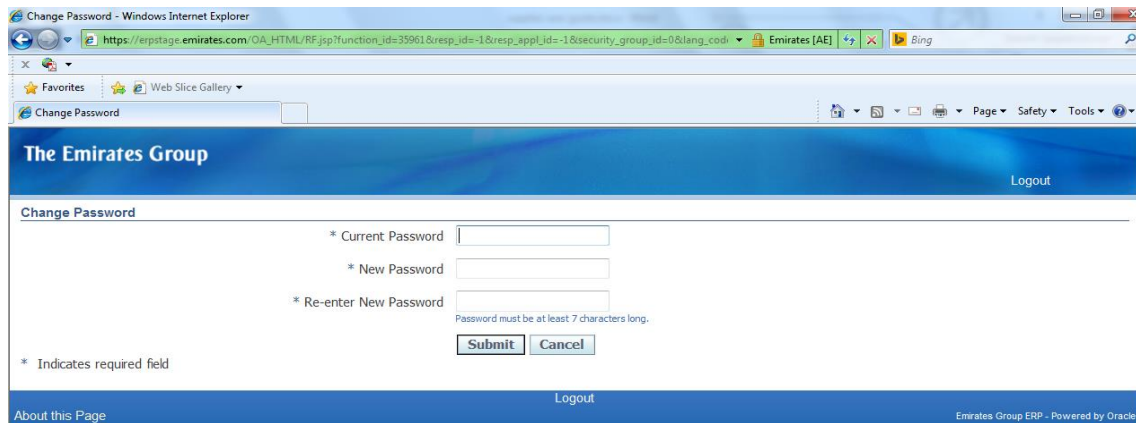 Change Password - Windows Internet Explorer
https://erpstage.emirates.com/OA_HTML/RF.jsp?function_id=35961&resp_id=-1&resp_appl_id=-1&security_group_id=0&lang_cod Emirates [AE] Bing
Favorites Web Slice Gallery
Change Password Page Safety Tools
The Emirates Group
Logout
Change Password
* Current Password
* New Password
* Re-enter New Password
Password must be at least 7 characters long.
Submit Cancel
* Indicates required field
Logout
About this Page Emirates Group ERP - Powered by Oracle